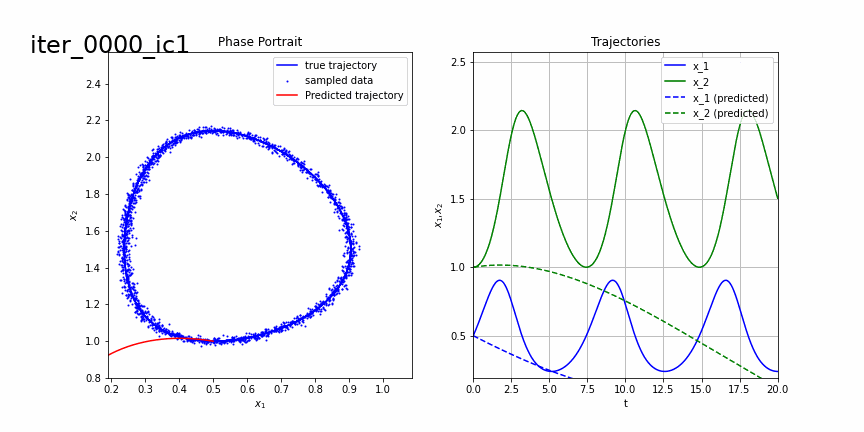 iter_0000_ic1
Phase Portrait
true trajectory
sampled data
Predicted trajectory
2.4
2.2
2.0
1.8
1.6
1.4
1.2
1.0
0.8
x₂
0.2 0.3 0.4 0.5 0.6 0.7 0.8 0.9 1.0
x₁
Trajectories
x_1
x_2
x_1 (predicted)
x_2 (predicted)
2.5
2.0
1.5
1.0
0.5
x₁,x₂
0.0 2.5 5.0 7.5 10.0 12.5 15.0 17.5 20.0
t